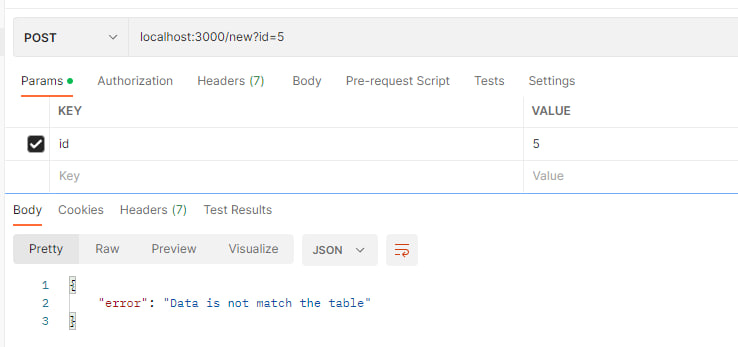 POST localhost:3000/new?id=5
Params Authorization Headers (7) Body Pre-request Script Tests Settings
KEY VALUE
id 5
Key Value
Body Cookies Headers (7) Test Results
Pretty Raw Preview Visualize JSON
1 {
2 "error": "Data is not match the table"
3 }